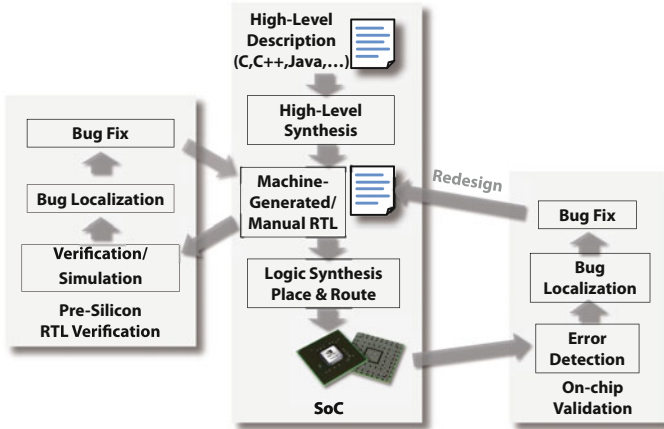 High-Level
Description
(C,C++,Java,...)
High-Level
Synthesis
Machine-
Generated/
Manual RTL
Logic Synthesis
Place & Route
SoC
Bug Fix
Bug Localization
Verification/
Simulation
Pre-Silicon
RTL Verification
Redesign
Bug Fix
Bug
Localization
Error
Detection
On-chip
Validation